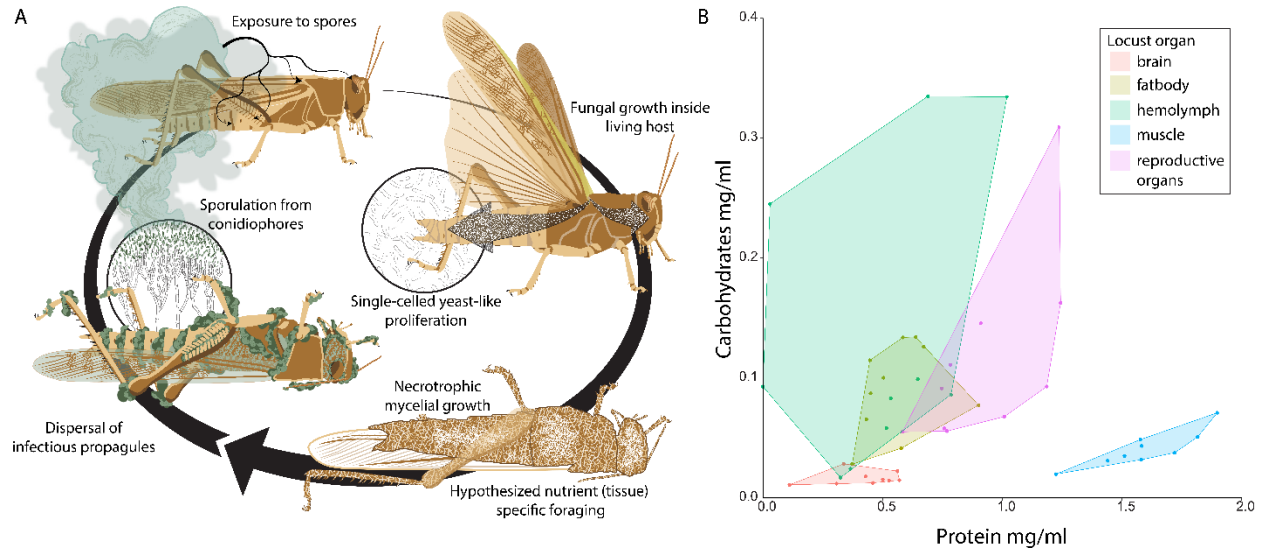 A
Exposure to spores
Fungal growth inside
living host
Sporulation from
conidiophores
Single-celled yeast-like
proliferation
Necrotrophic
mycelial growth
Dispersal of
infectious propagules
Hypothesized nutrient (tissue)
specific foraging
B
0.4
0.3
0.2
0.1
0.0
Carbohydrates mg/ml
Locust organ
brain
fatbody
hemolymph
muscle
reproductive
organs
0.0
0.5
1.0
1.5
2.0
Protein mg/ml